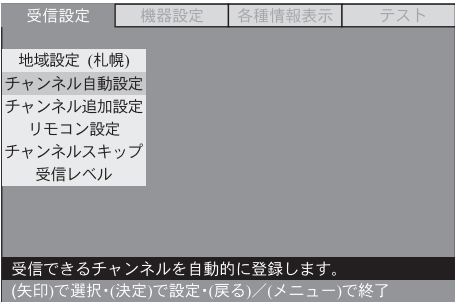 受信設定 機器設定 各種情報表示 テスト
地域設定 (札幌)
チャンネル自動設定
チャンネル追加設定
リモコン設定
チャンネルスキップ
受信レベル
受信できるチャンネルを自動的に登録します。
(矢印)で選択・(決定)で設定・(戻る)／(メニュー)で終了